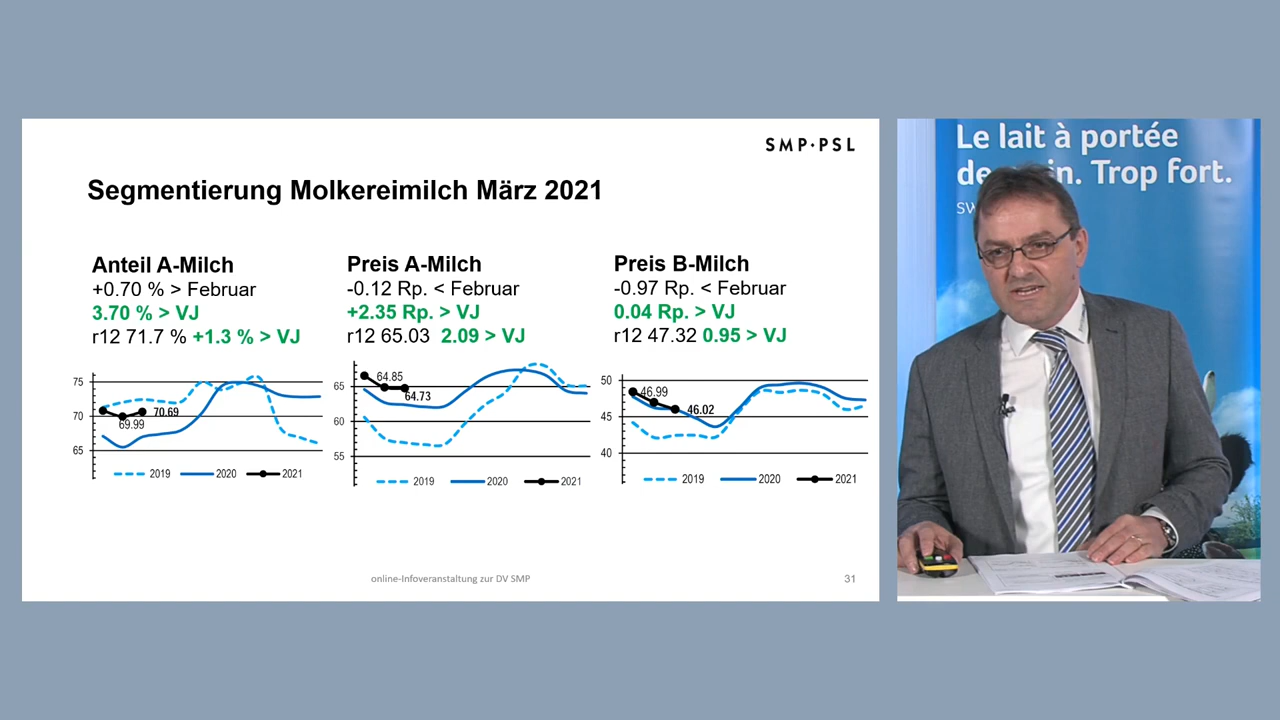 SMP·PSL
Segmentierung Molkereimilch März 2021
Anteil A-Milch
+0.70 % > Februar
3.70 % > VJ
r12 71.7 % +1.3 % > VJ
75
70
65
70.69
69.99
2019 2020 2021
Preis A-Milch
-0.12 Rp. < Februar
+2.35 Rp. > VJ
r12 65.03 2.09 > VJ
65
60
55
64.85
64.73
2019 2020 2021
Preis B-Milch
-0.97 Rp. < Februar
0.04 Rp. > VJ
r12 47.32 0.95 > VJ
50
45
40
46.99
46.02
2019 2020 2021
online-Infoveranstaltung zur DV SMP
31
Le lait à portée
Trop fort.